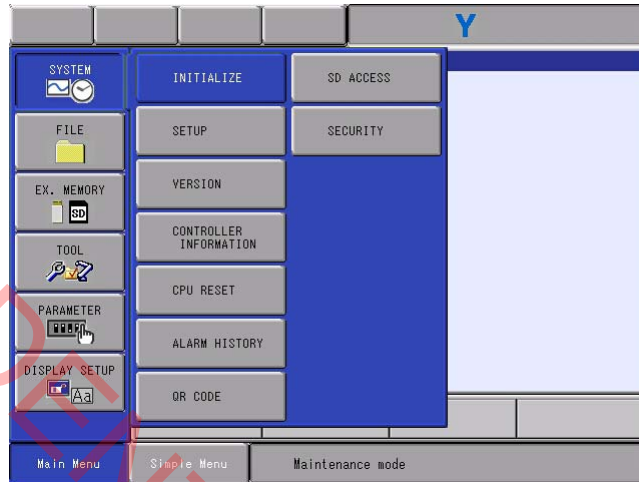 Y
SYSTEM
INITIALIZE
SD ACCESS
FILE
SETUP
SECURITY
EX. MEMORY
SD
VERSION
TOOL
CONTROLLER
INFORMATION
PARAMETER
CPU RESET
DISPLAY SETUP
Aa
ALARM HISTORY
QR CODE
Main Menu
Simple Menu
Maintenance mode